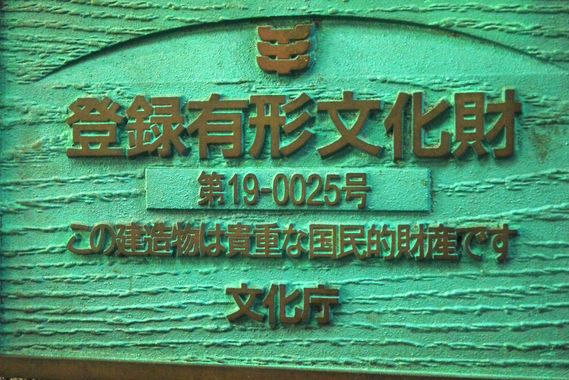 登録有形文化財
第19-0025号
この建造物は貴重な国民的財産です
文化庁